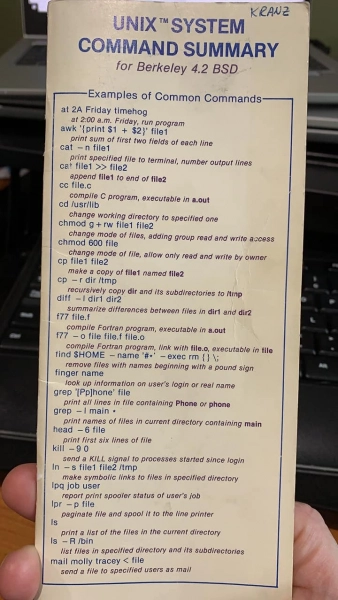 KRANZ
UNIX™ SYSTEM
COMMAND SUMMARY
for Berkeley 4.2 BSD
Examples of Common Commands
at 2A Friday timehog
at 2:00 a.m. Friday, run program
awk '{print $1 + $2}' file1
print sum of first two fields of each line
cat –n file1
print specified file to terminal, number output lines
cat file1 >> file2
append file1 to end of file2
cc file.c
compile C program, executable in a.out
cd /usr/lib
change working directory to specified one
chmod g+rw file1 file2
change mode of files, adding group read and write access
chmod 600 file
change mode of file, allow only read and write by owner
cp file1 file2
make a copy of file1 named file2
cp –r dir /tmp
recursively copy dir and its subdirectories to /tmp
diff –l dir1 dir2
summarize differences between files in dir1 and dir2
f77 file.f
compile Fortran program, executable in a.out
f77 –o file file.f file.o
compile Fortran program, link with file.o, executable in file
find $HOME –name '#*' –exec rm {} \;
remove files with names beginning with a pound sign
finger name
look up information on user's login or real name
grep '[Pp]hone' file
print all lines in file containing Phone or phone
grep –l main *
print names of files in current directory containing main
head –6 file
print first six lines of file
kill –9 0
send a KILL signal to processes started since login
ln –s file1 file2 /tmp
make symbolic links to files in specified directory
lpq job user
report print spooler status of user's job
lpr –p file
paginate file and spool it to the line printer
ls
print a list of the files in the current directory
ls –R /bin
list files in specified directory and its subdirectories
mail molly tracey < file
send a file to specified users as mail